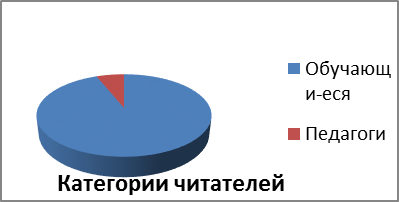 Обучающ
и-еся
Педагоги
Категории читателей